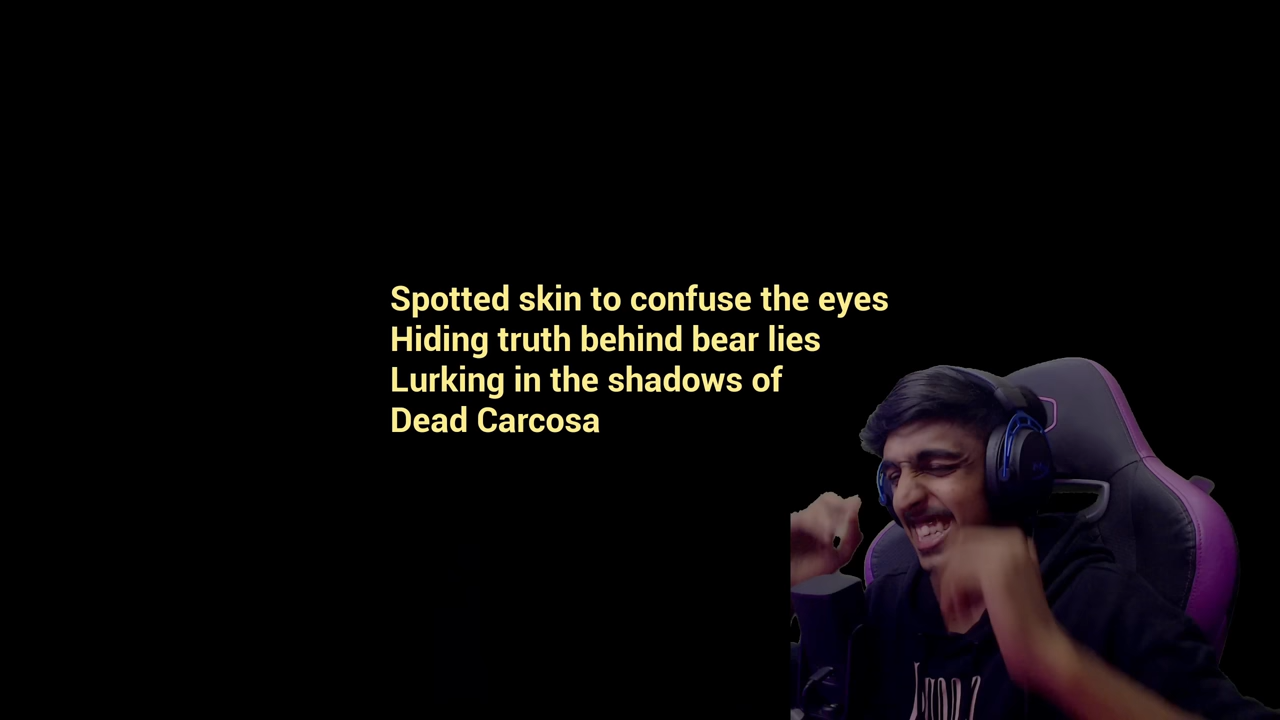 Spotted skin to confuse the eyes
Hiding truth behind bear lies
Lurking in the shadows of
Dead Carcosa